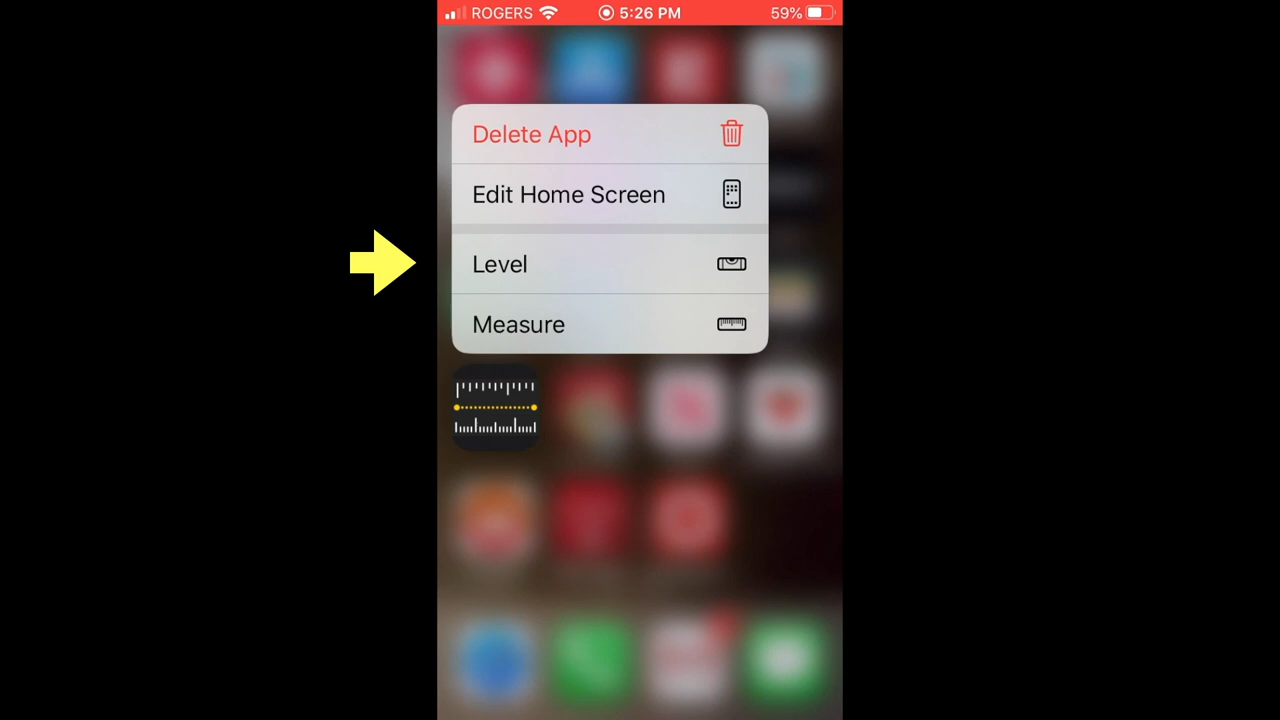 ROGERS 5:26 PM 59%
Delete App
Edit Home Screen
Level
Measure